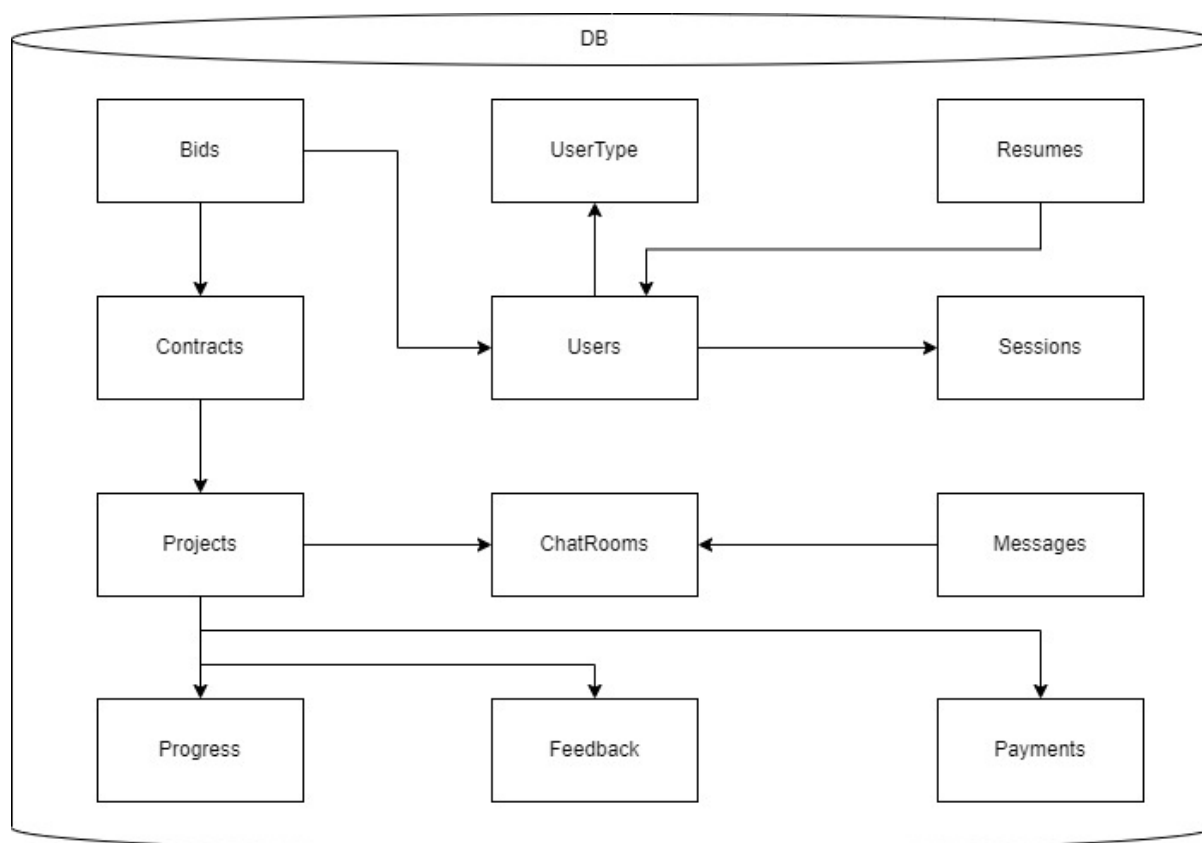 DB
Bids
UserType
Resumes
Contracts
Users
Sessions
Projects
ChatRooms
Messages
Progress
Feedback
Payments